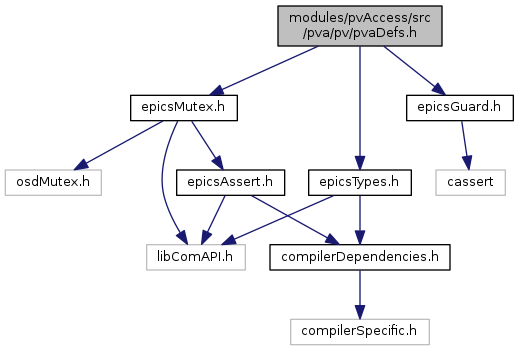 modules/pvAccess/src
/pva/pv/pvaDefs.h
epicsMutex.h
epicsGuard.h
osdMutex.h
epicsAssert.h
epicsTypes.h
cassert
libComAPI.h
compilerDependencies.h
compilerSpecific.h